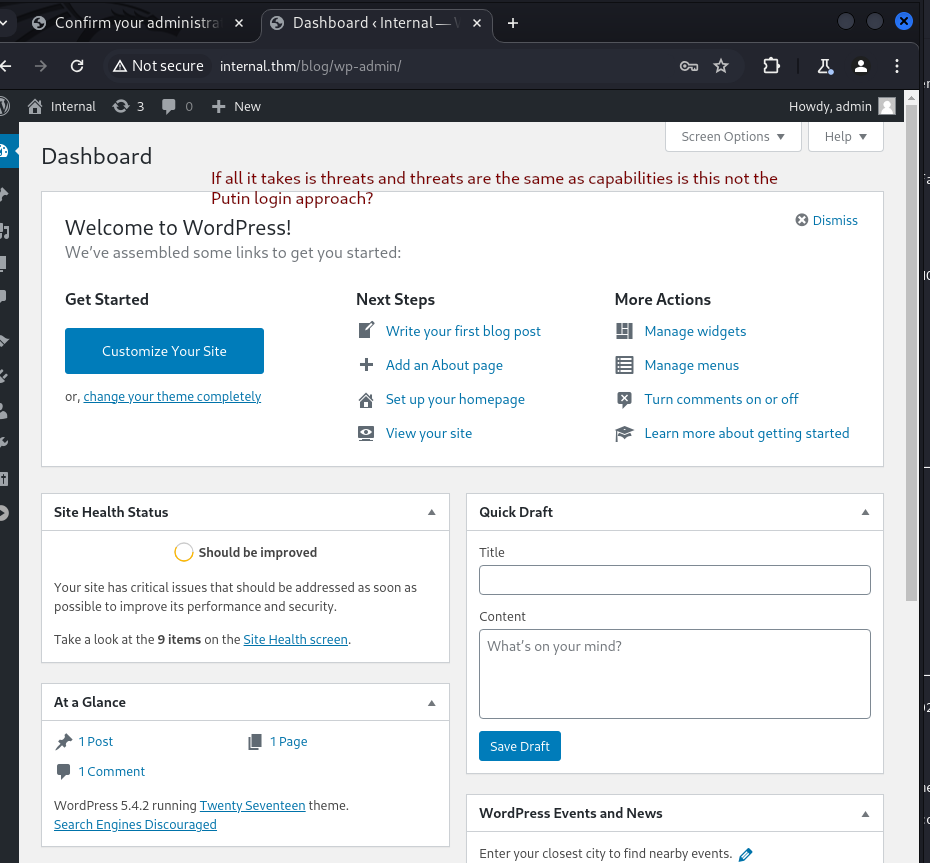 Confirm your administra
Dashboard ‹ Internal —
Not secure internal.thm/blog/wp-admin/
Internal 3 0 New Howdy, admin
Screen Options Help
Dashboard
If all it takes is threats and threats are the same as capabilities is this not the
Putin login approach?
Welcome to WordPress!
Dismiss
We've assembled some links to get you started:
Get Started
Customize Your Site
or, change your theme completely
Next Steps
Write your first blog post
Add an About page
Set up your homepage
View your site
More Actions
Manage widgets
Manage menus
Turn comments on or off
Learn more about getting started
Site Health Status
Should be improved
Your site has critical issues that should be addressed as soon as
possible to improve its performance and security.
Take a look at the 9 items on the Site Health screen.
At a Glance
1 Post
1 Page
1 Comment
WordPress 5.4.2 running Twenty Seventeen theme.
Search Engines Discouraged
Quick Draft
Title
Content
What's on your mind?
Save Draft
WordPress Events and News
Enter your closest city to find nearby events.